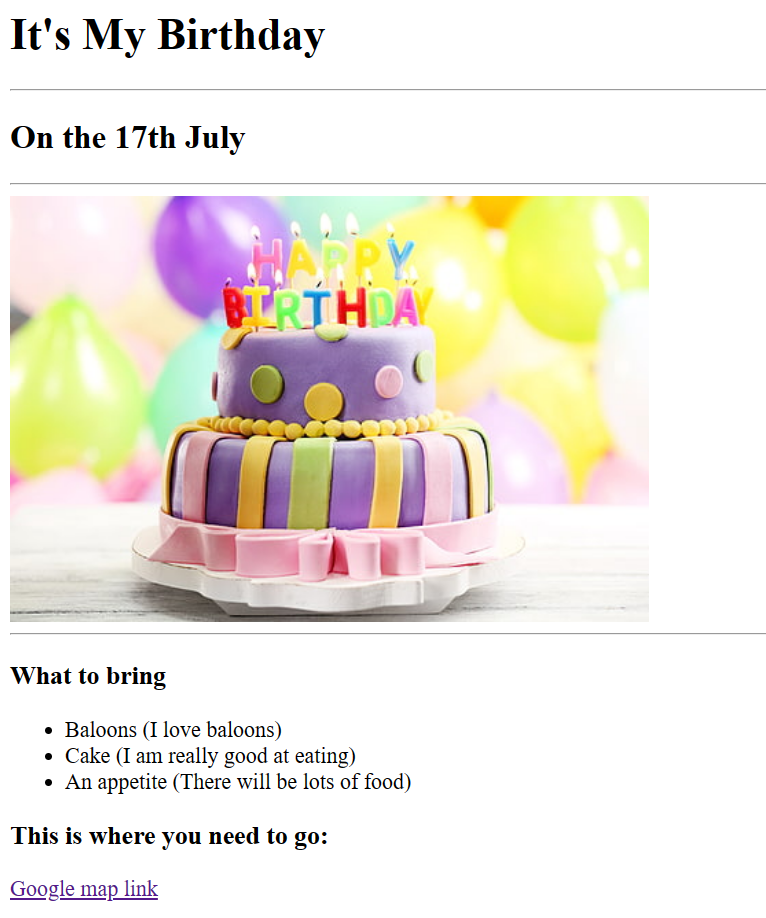 It's My Birthday
On the 17th July
HAPPY
BIRTHDAY
What to bring
Baloons (I love baloons)
Cake (I am really good at eating)
An appetite (There will be lots of food)
This is where you need to go:
Google map link